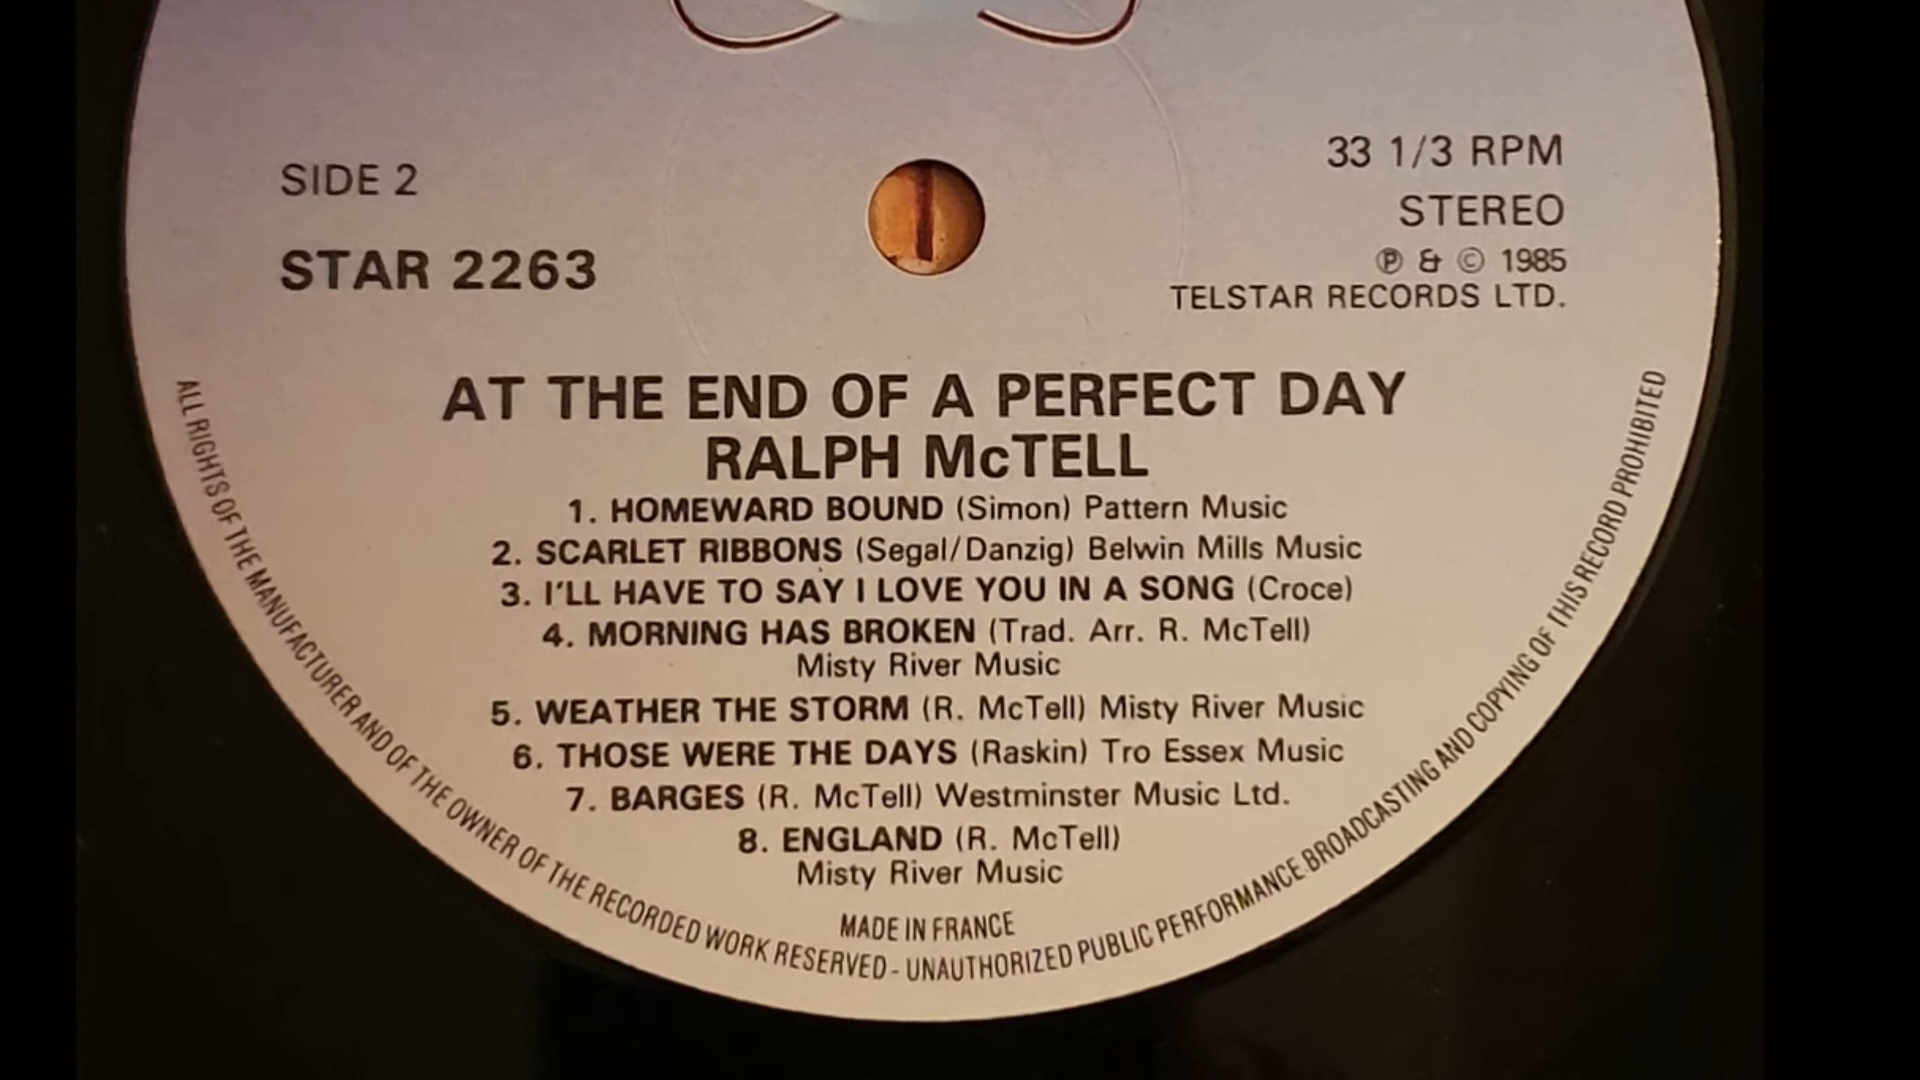 SIDE 2
STAR 2263
33 1/3 RPM
STEREO
℗ & © 1985
TELSTAR RECORDS LTD.
AT THE END OF A PERFECT DAY
RALPH McTELL
1. HOMEWARD BOUND (Simon) Pattern Music
2. SCARLET RIBBONS (Segal/Danzig) Belwin Mills Music
3. I'LL HAVE TO SAY I LOVE YOU IN A SONG (Croce)
4. MORNING HAS BROKEN (Trad. Arr. R. McTell)
Misty River Music
5. WEATHER THE STORM (R. McTell) Misty River Music
6. THOSE WERE THE DAYS (Raskin) Tro Essex Music
7. BARGES (R. McTell) Westminster Music Ltd.
8. ENGLAND (R. McTell)
Misty River Music
MADE IN FRANCE
ALL RIGHTS OF THE MANUFACTURER AND OF THE OWNER OF THE RECORDED WORK RESERVED - UNAUTHORIZED PUBLIC PERFORMANCE BROADCASTING AND COPYING OF THIS RECORD PROHIBITED